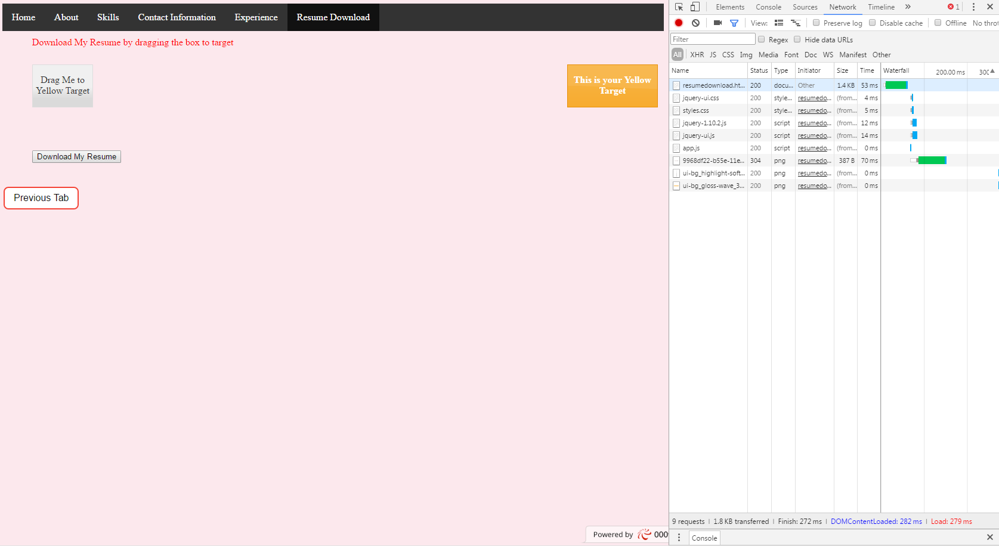 Home About Skills Contact Information Experience Resume Download
Download My Resume by dragging the box to target
Drag Me to
Yellow Target
This is your Yellow
Target
Download My Resume
Previous Tab
Powered by 000
Elements Console Sources Network Timeline » 1
View: Preserve log Disable cache Offline No thro
Filter Regex Hide data URLs
All XHR JS CSS Img Media Font Doc WS Manifest Other
Name Status Type Initiator Size Time Waterfall 200.00 ms 300
resumedownload.ht... 200 docu... Other 1.4 KB 53 ms
jquery-ui.css 200 style... resumedo... (from... 4 ms
styles.css 200 style... resumedo... (from... 5 ms
jquery-1.10.2.js 200 script resumedo... (from... 12 ms
jquery-ui.js 200 script resumedo... (from... 14 ms
app.js 200 script resumedo... (from... 0 ms
9968df22-b55e-11e... 304 png resumedo... 387 B 70 ms
ui-bg_highlight-soft... 200 png resumedo... (from... 0 ms
ui-bg_gloss-wave_3... 200 png resumedo... (from... 0 ms
9 requests | 1.8 KB transferred | Finish: 272 ms | DOMContentLoaded: 282 ms | Load: 279 ms
Console